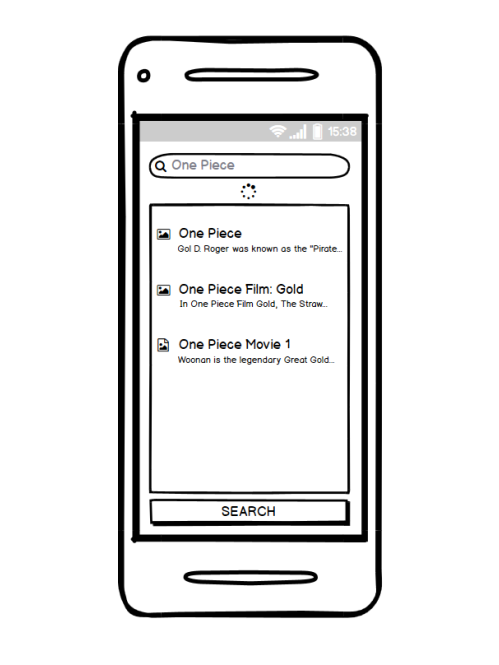 15:38
One Piece
One Piece
Gol D. Roger was known as the "Pirate...
One Piece Film: Gold
In One Piece Film Gold, The Straw...
One Piece Movie 1
Woonan is the legendary Great Gold...
SEARCH